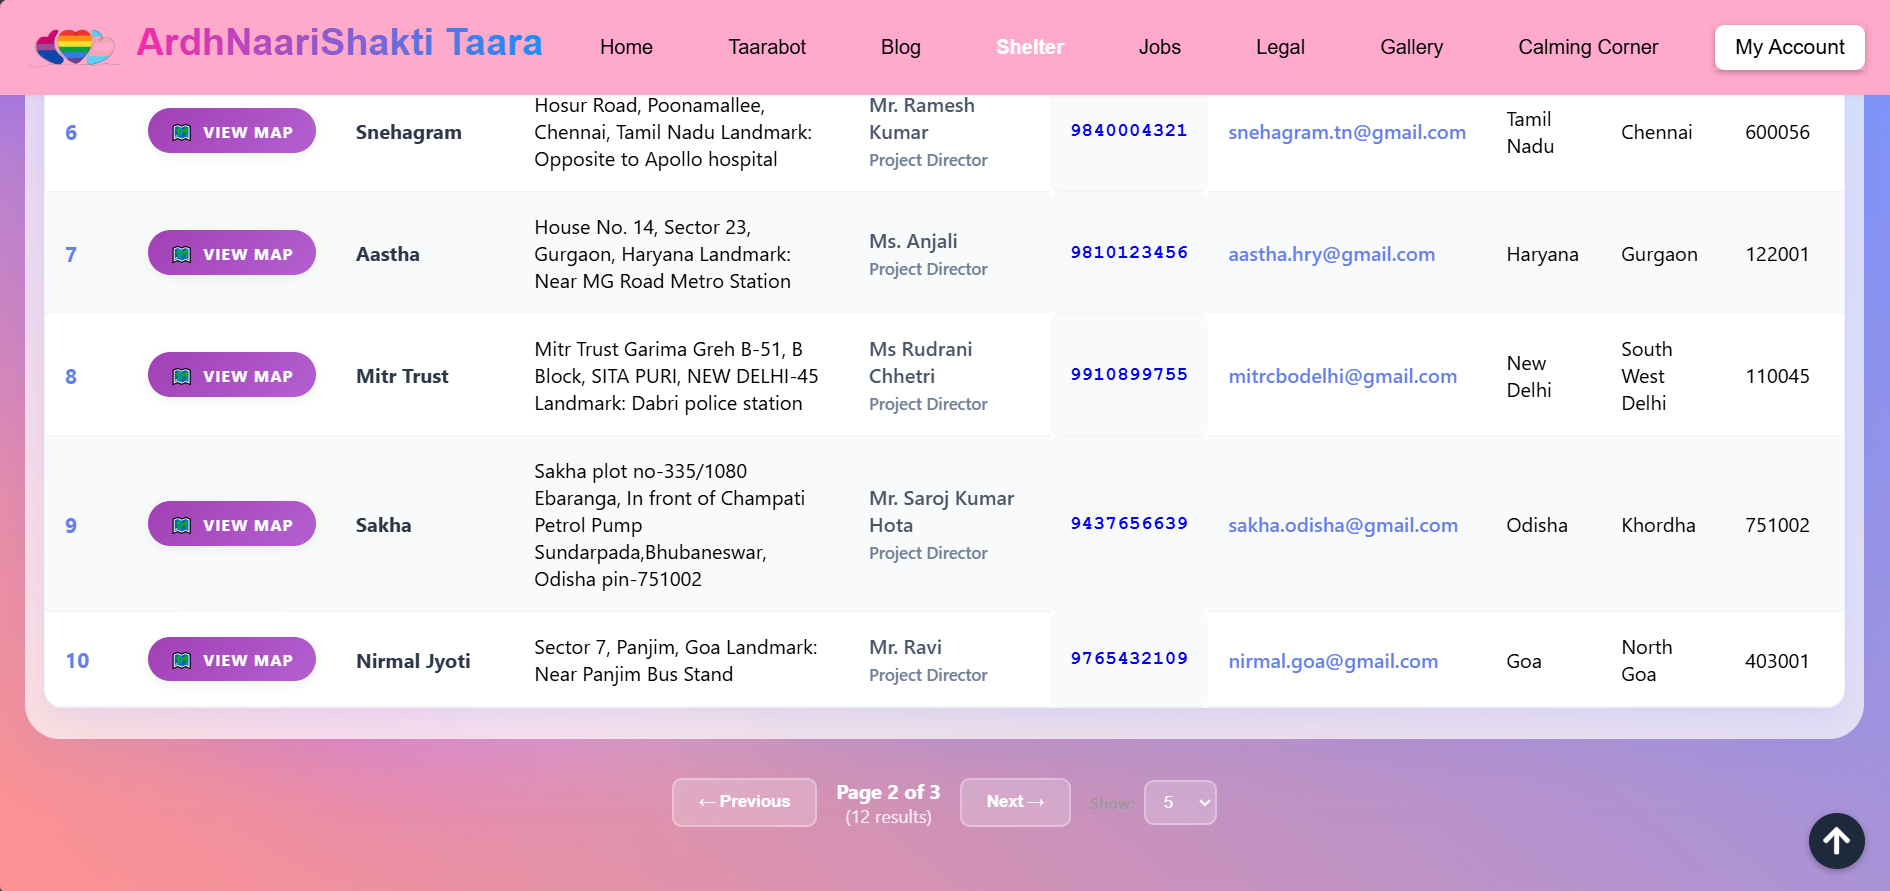 ArdhNaariShakti Taara
Home
Taarabot
Blog
Shelter
Jobs
Legal
Gallery
Calming Corner
My Account
6
VIEW MAP
Snehagram
Hosur Road, Poonamallee,
Chennai, Tamil Nadu Landmark:
Opposite to Apollo hospital
Mr. Ramesh
Kumar
Project Director
9840004321
snehagram.tn@gmail.com
Tamil
Nadu
Chennai
600056
7
VIEW MAP
Aastha
House No. 14, Sector 23,
Gurgaon, Haryana Landmark:
Near MG Road Metro Station
Ms. Anjali
Project Director
9810123456
aastha.hry@gmail.com
Haryana
Gurgaon
122001
8
VIEW MAP
Mitr Trust
Mitr Trust Garima Greh B-51, B
Block, SITA PURI, NEW DELHI-45
Landmark: Dabri police station
Ms Rudrani
Chhetri
Project Director
9910899755
mitrcbodelhi@gmail.com
New
Delhi
South
West
Delhi
110045
9
VIEW MAP
Sakha
Sakha plot no-335/1080
Ebaranga, In front of Champati
Petrol Pump
Sundarpada,Bhubaneswar,
Odisha pin-751002
Mr. Saroj Kumar
Hota
Project Director
9437656639
sakha.odisha@gmail.com
Odisha
Khordha
751002
10
VIEW MAP
Nirmal Jyoti
Sector 7, Panjim, Goa Landmark:
Near Panjim Bus Stand
Mr. Ravi
Project Director
9765432109
nirmal.goa@gmail.com
Goa
North
Goa
403001
← Previous
Page 2 of 3
(12 results)
Next →
Show:
5